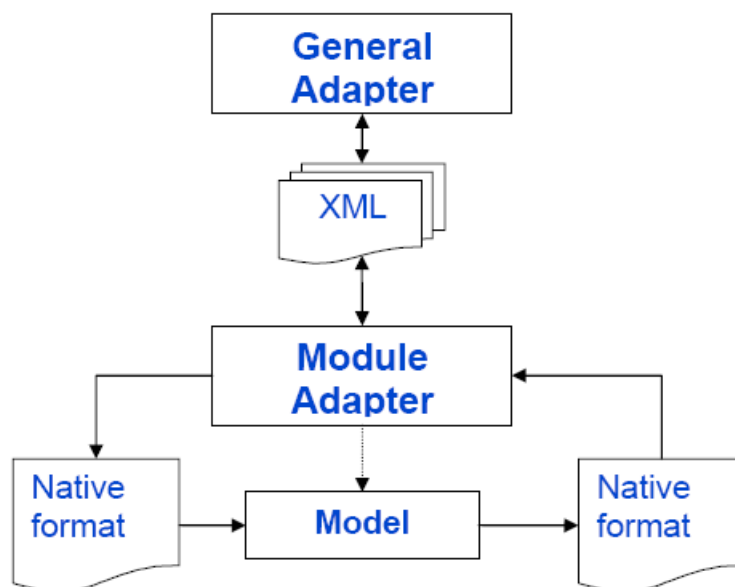 General
Adapter
XML
Module
Adapter
Native
format
Model
Native
format